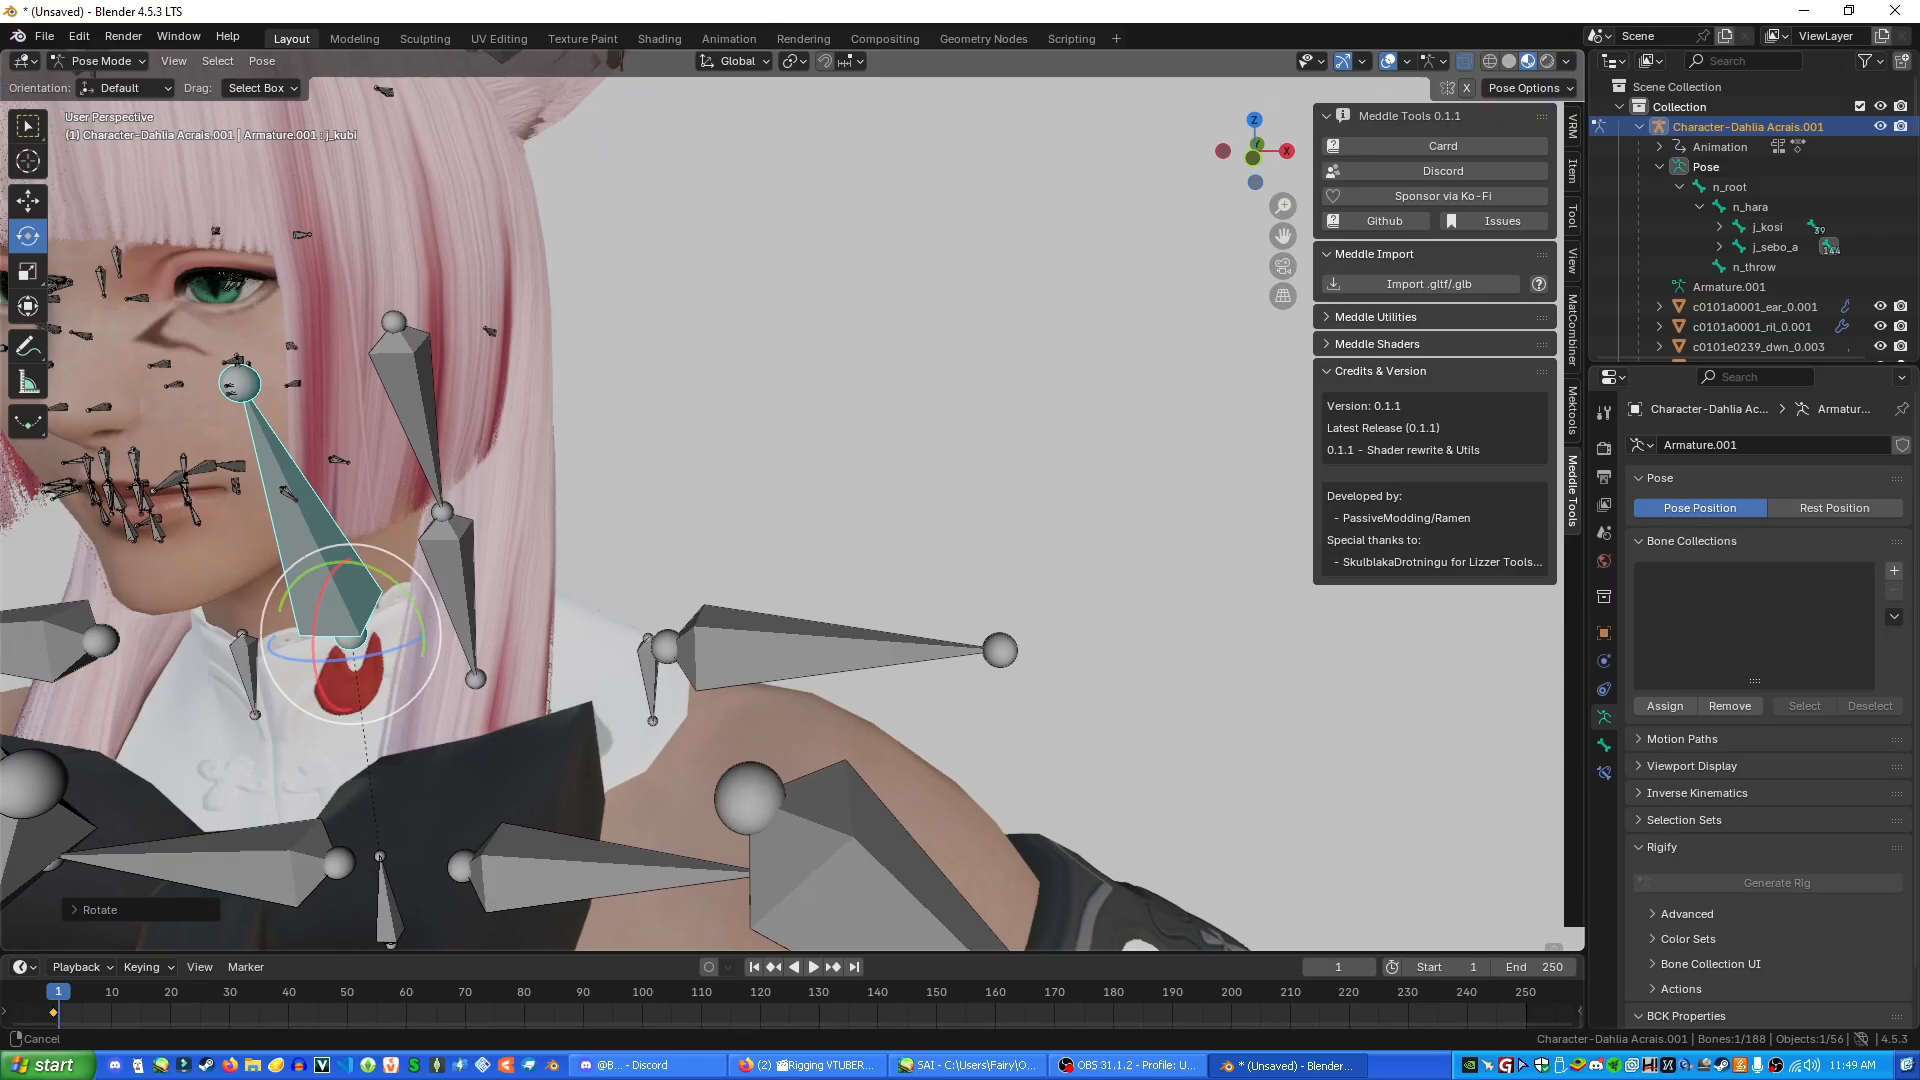 * (Unsaved) - Blender 4.5.3 LTS
File Edit Render Window Help Layout Modeling Sculpting UV Editing Texture Paint Shading Animation Rendering Compositing Geometry Nodes Scripting + Scene ViewLayer
Pose Mode View Select Pose Global Search
Orientation: Default Drag: Select Box X Pose Options
Scene Collection
Collection
Character-Dahlia Acrais.001
Animation
Pose
n_root
n_hara
j_kosi 39
j_sebo_a 144
n_throw
Armature.001
c0101a0001_ear_0.001
c0101a0001_ril_0.001
c0101e0239_dwn_0.003
User Perspective
(1) Character-Dahlia Acrais.001 | Armature.001 : j_kubi
Z
Y
X
Meddle Tools 0.1.1
Carrd
Discord
Sponsor via Ko-Fi
Github Issues
Meddle Import
Import .gltf/.glb
Meddle Utilities
Meddle Shaders
Credits & Version
Version: 0.1.1
Latest Release (0.1.1)
0.1.1 - Shader rewrite & Utils
Developed by:
- PassiveModding/Ramen
Special thanks to:
- SkulblakaDrotningu for Lizzer Tools...
VRM
Item
Tool
View
MatCombiner
Mektools
Meddle Tools
Search
Character-Dahlia Ac... Armatur...
Armature.001
Pose
Pose Position Rest Position
Bone Collections
Assign Remove Select Deselect
Motion Paths
Viewport Display
Inverse Kinematics
Selection Sets
Rigify
Generate Rig
Advanced
Color Sets
Bone Collection UI
Actions
BCK Properties
Rotate
Playback Keying View Marker 1 Start 1 End 250
1 10 20 30 40 50 60 70 80 90 100 110 120 130 140 150 160 170 180 190 200 210 220 230 240 250
Cancel
Character-Dahlia Acrais.001 | Bones:1/188 | Objects:1/56 | 4.5.3
start @B... - Discord (2) Rigging VTUBER... SAI - C:\Users\Fairy\O... OBS 31.1.2 - Profile: U... * (Unsaved) - Blender... 11:49 AM